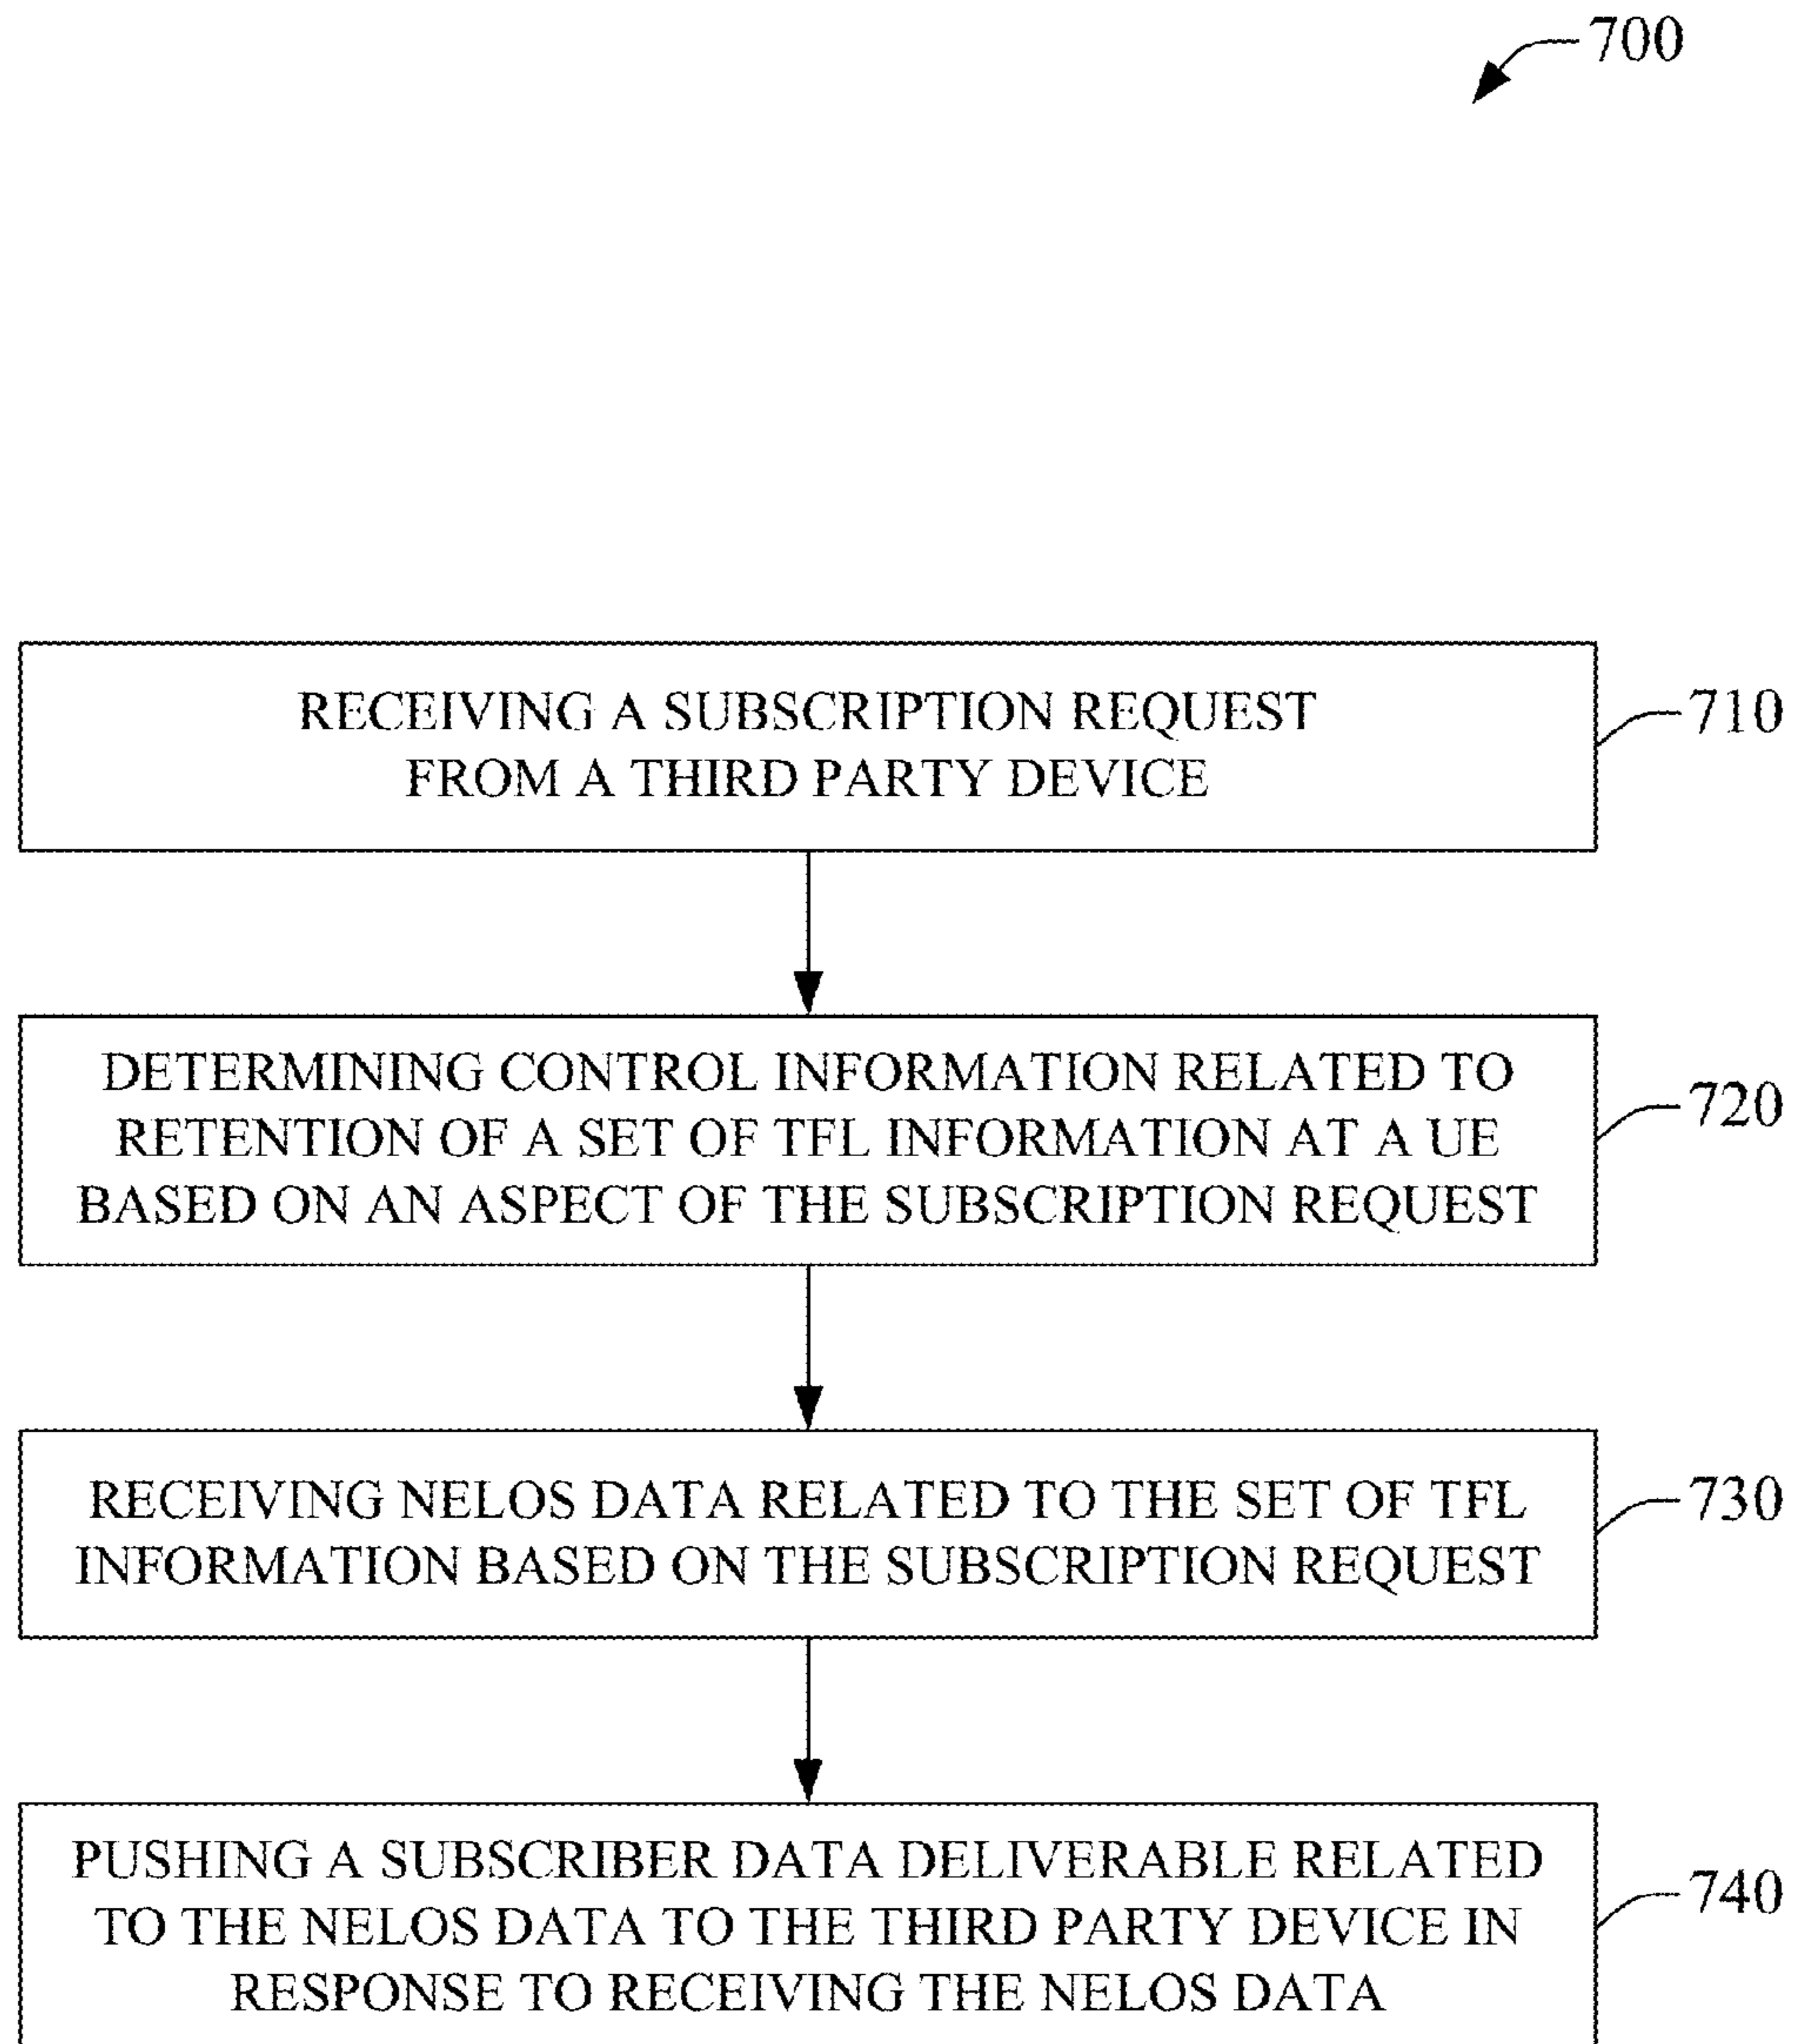 700
RECEIVING A SUBSCRIPTION REQUEST
FROM A THIRD PARTY DEVICE
710
DETERMINING CONTROL INFORMATION RELATED TO
RETENTION OF A SET OF TFL INFORMATION AT A UE
BASED ON AN ASPECT OF THE SUBSCRIPTION REQUEST
720
RECEIVING NELOS DATA RELATED TO THE SET OF TFL
INFORMATION BASED ON THE SUBSCRIPTION REQUEST
730
PUSHING A SUBSCRIBER DATA DELIVERABLE RELATED
TO THE NELOS DATA TO THE THIRD PARTY DEVICE IN
RESPONSE TO RECEIVING THE NELOS DATA
740